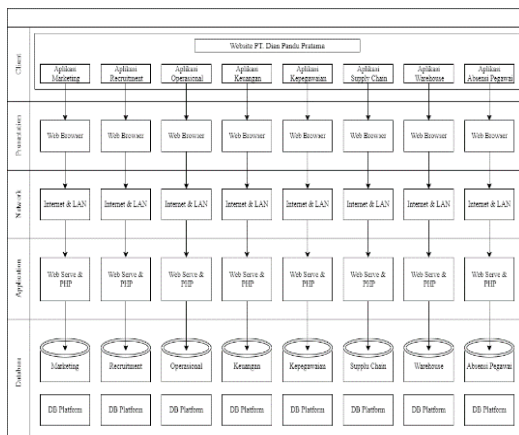 Website PT. Dian Pandu Pratama
Client
Aplikasi Marketing
Aplikasi Recruitment
Aplikasi Operasional
Aplikasi Keuangan
Aplikasi Kepegawaian
Aplikasi Supply Chain
Aplikasi Warehouse
Aplikasi Absensi Pegawai
Presentation
Web Browser
Web Browser
Web Browser
Web Browser
Web Browser
Web Browser
Web Browser
Web Browser
Network
Internet & LAN
Internet & LAN
Internet & LAN
Internet & LAN
Internet & LAN
Internet & LAN
Internet & LAN
Internet & LAN
Application
Web Serve & PHP
Web Serve & PHP
Web Serve & PHP
Web Serve & PHP
Web Serve & PHP
Web Serve & PHP
Web Serve & PHP
Web Serve & PHP
Database
Marketing
Recruitment
Operasional
Keuangan
Kepegawaian
Supply Chain
Warehouse
Absensi Pegawai
DB Platform
DB Platform
DB Platform
DB Platform
DB Platform
DB Platform
DB Platform
DB Platform